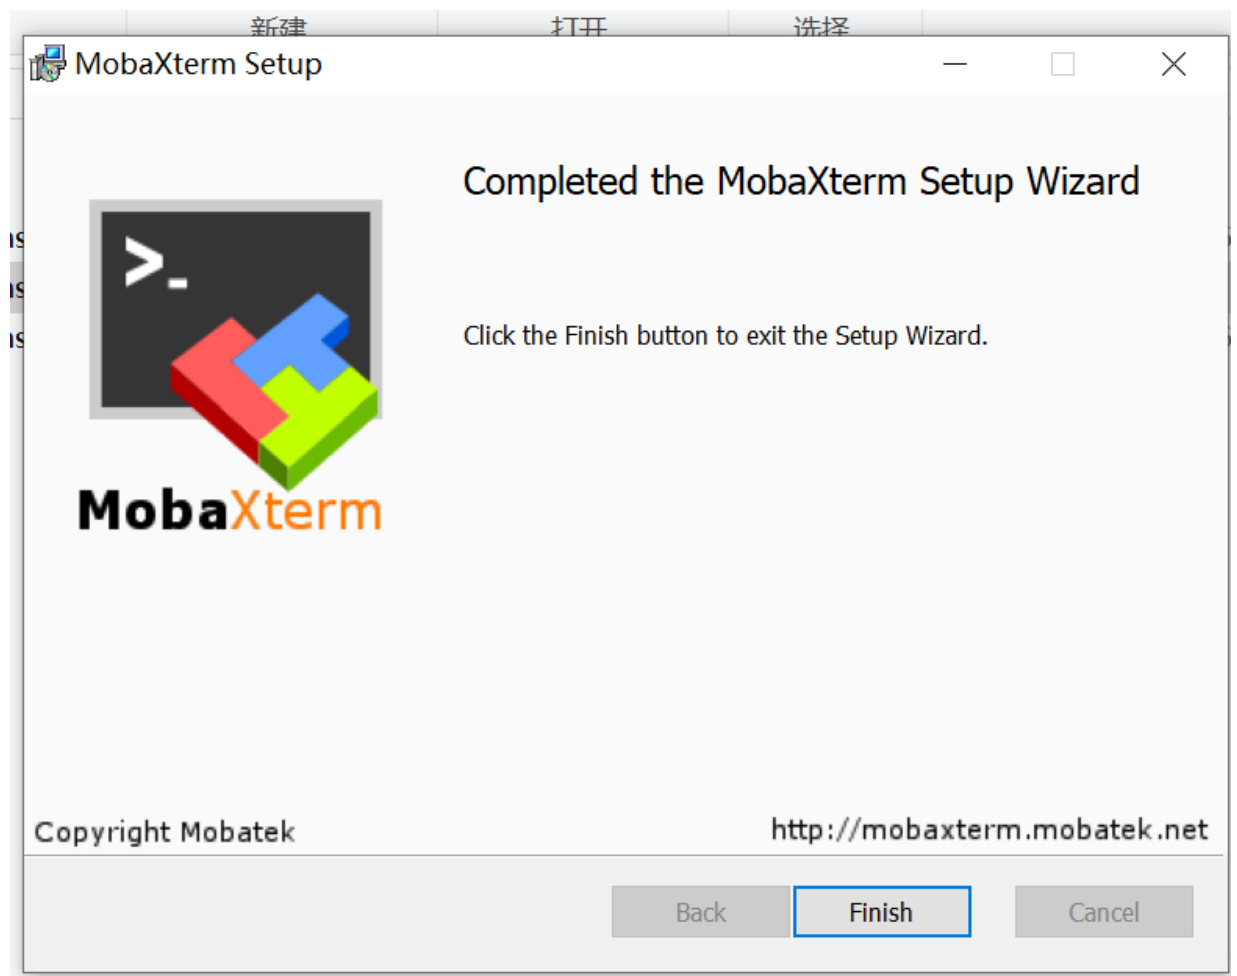 新建 打开 选择
MobaXterm Setup
Completed the MobaXterm Setup Wizard
>_
Click the Finish button to exit the Setup Wizard.
MobaXterm
Copyright Mobatek
http://mobaxterm.mobatek.net
Back Finish Cancel